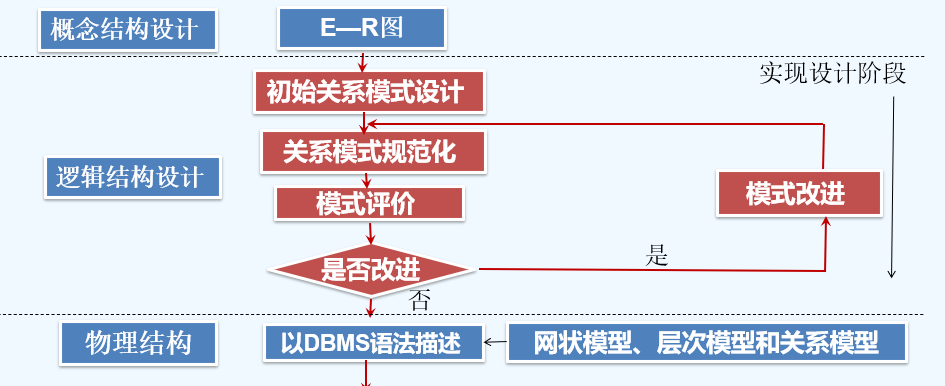 概念结构设计
E—R图
实现设计阶段
初始关系模式设计
关系模式规范化
逻辑结构设计
模式评价
模式改进
是否改进
是
否
物理结构
以DBMS语法描述
网状模型、层次模型和关系模型